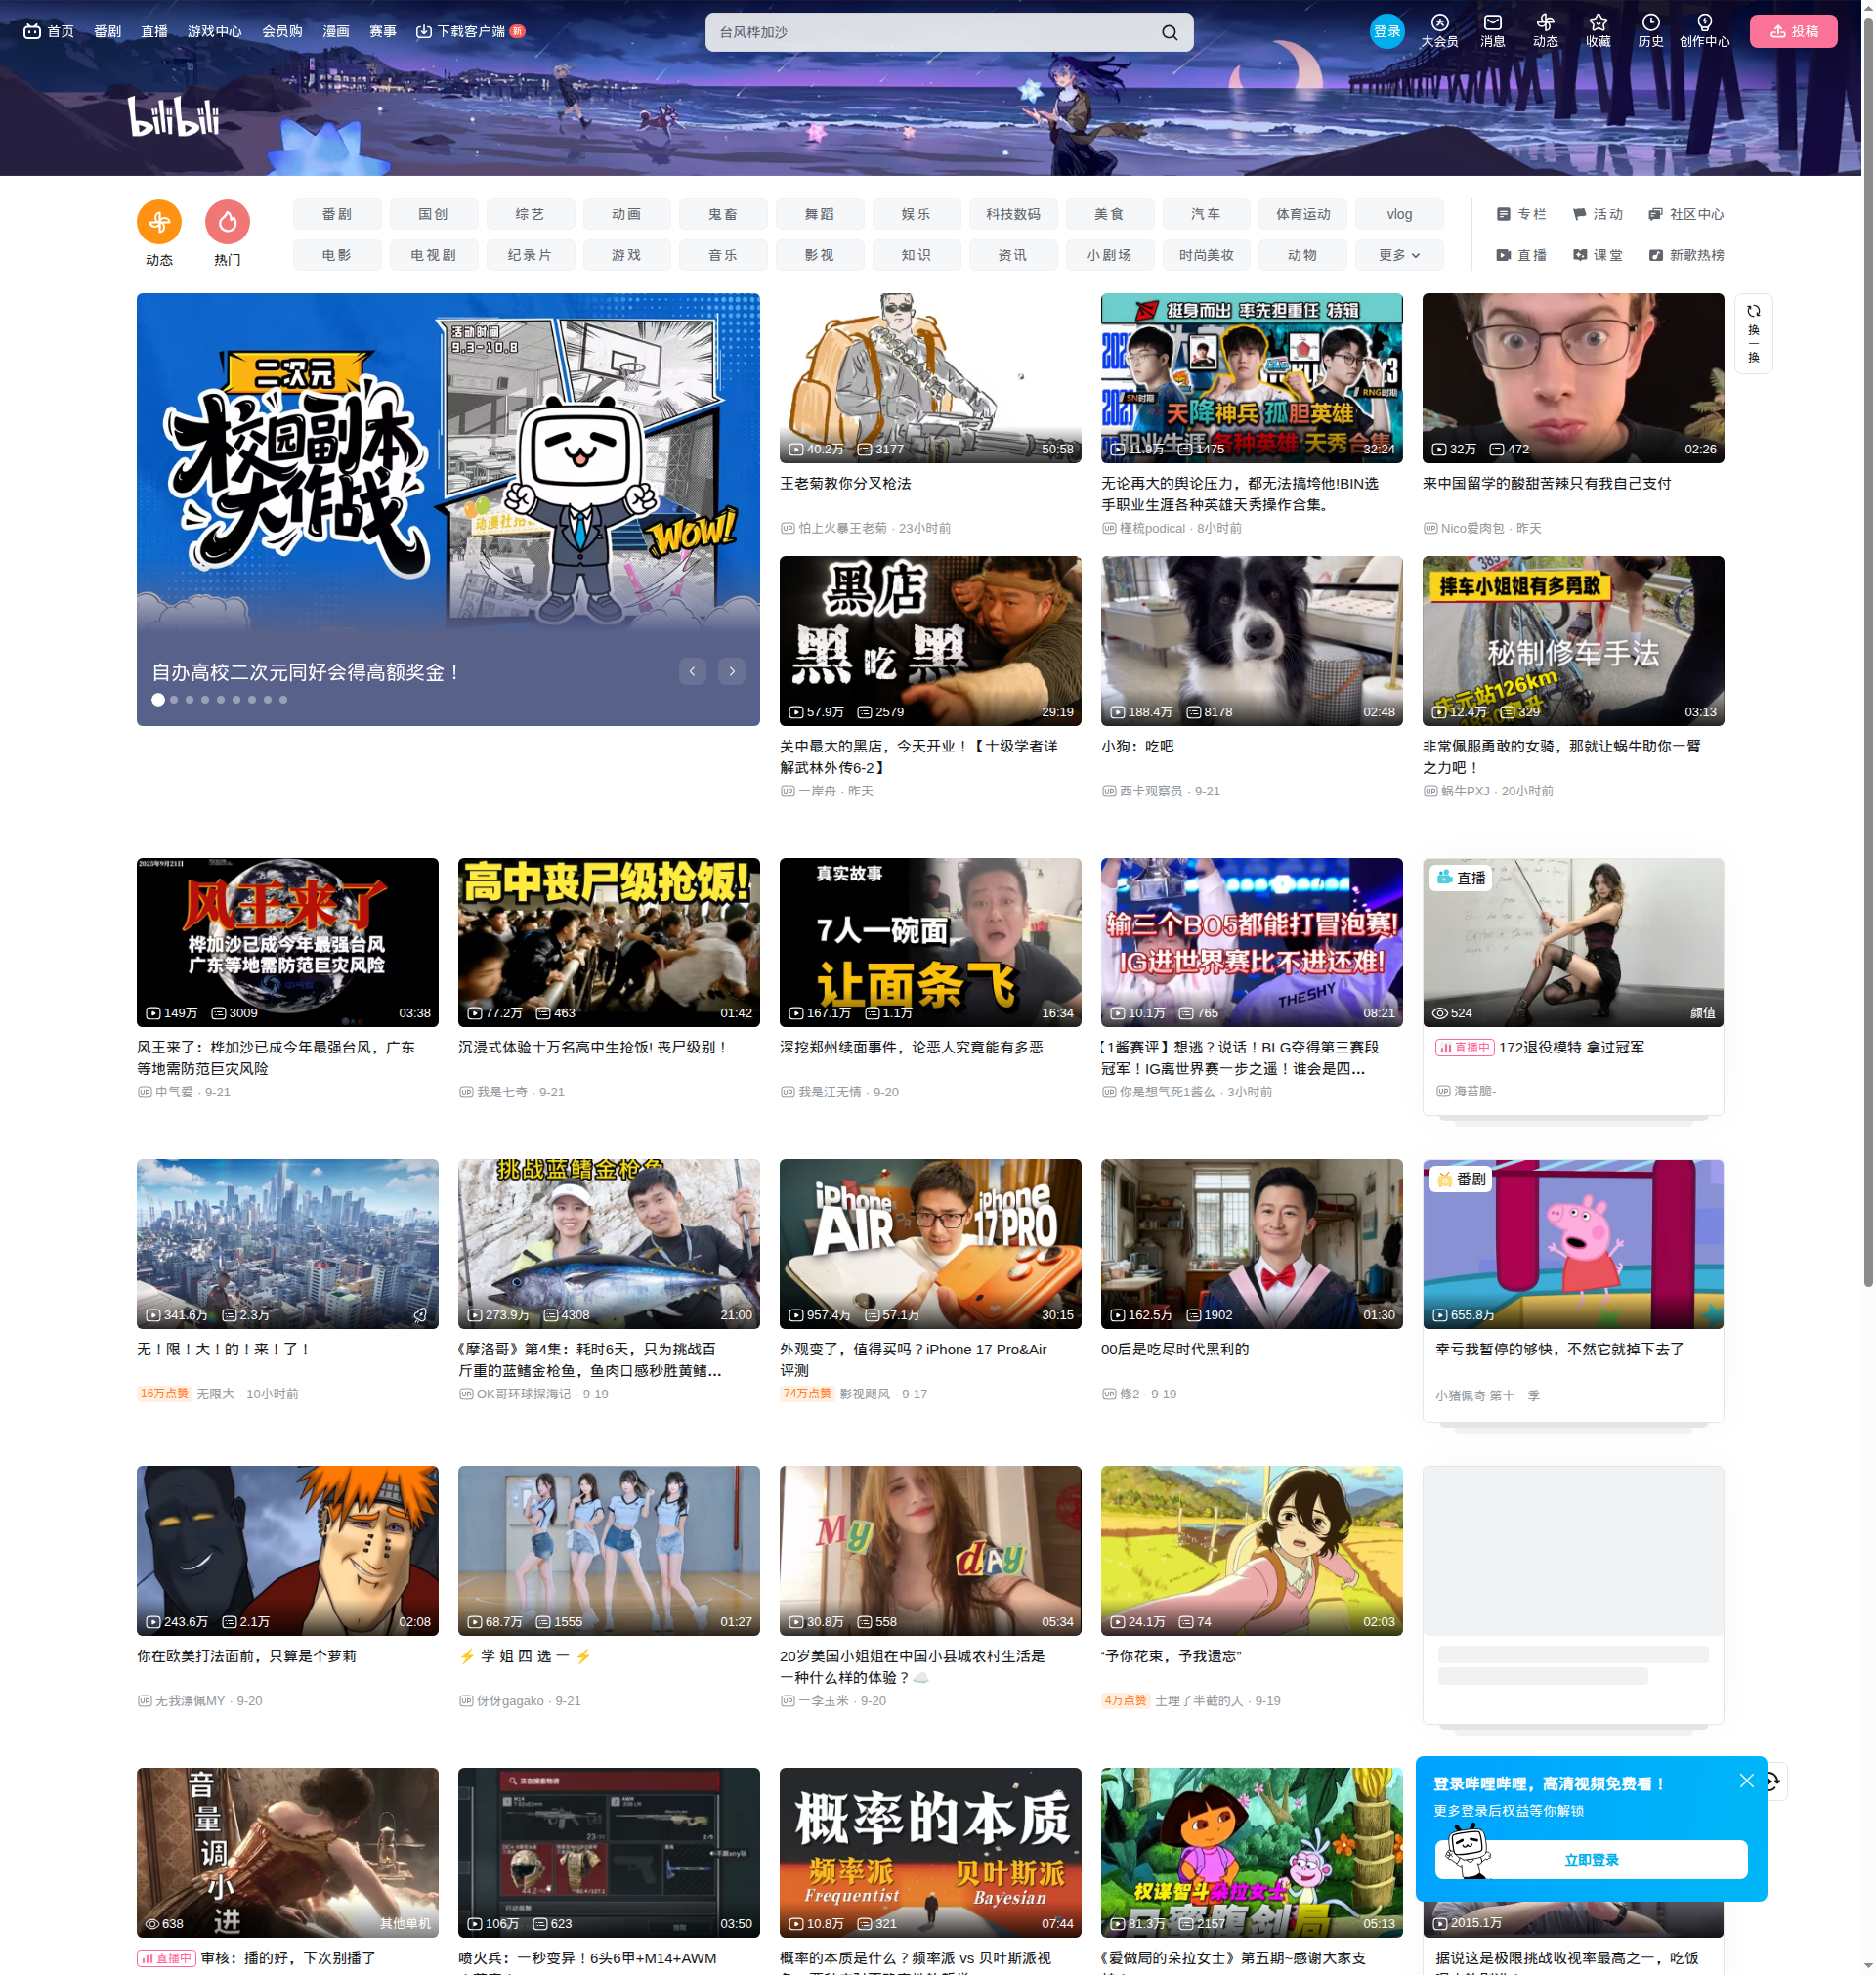 首页 番剧 直播 游戏中心 会员购 漫画 赛事 下载客户端 新
台风桦加沙
登录 大会员 消息 动态 收藏 历史 创作中心 投稿
bilibili
动态 热门
番剧 国创 综艺 动画 鬼畜 舞蹈 娱乐 科技数码 美食 汽车 体育运动 vlog
电影 电视剧 纪录片 游戏 音乐 影视 知识 资讯 小剧场 时尚美妆 动物 更多
专栏 活动 社区中心
直播 课堂 新歌热榜
活动时间
9.3-10.8
二次元
校园副本
大作战
WOW!
自办高校二次元同好会得高额奖金！
40.2万 3177 50:58
王老菊教你分叉枪法
怕上火暴王老菊 · 23小时前
挺身而出 率先担重任 特辑
SN时期
RNG时期
天降神兵 孤胆英雄
职业生涯 各种英雄 天秀合集
11.9万 1475 32:24
无论再大的舆论压力，都无法搞垮他!BIN选
手职业生涯各种英雄天秀操作合集。
槿梳podical · 8小时前
32万 472 02:26
来中国留学的酸甜苦辣只有我自己支付
Nico爱肉包 · 昨天
换一换
黑店
黑吃黑
57.9万 2579 29:19
关中最大的黑店，今天开业！【十级学者详
解武林外传6-2】
一岸舟 · 昨天
188.4万 8178 02:48
小狗：吃吧
西卡观察员 · 9-21
摔车小姐姐有多勇敢
秘制修车手法
12.4万 329 03:13
非常佩服勇敢的女骑，那就让蜗牛助你一臂
之力吧！
蜗牛PXJ · 20小时前
2025年9月21日
风王来了
桦加沙已成今年最强台风
广东等地需防范巨灾风险
149万 3009 03:38
风王来了：桦加沙已成今年最强台风，广东
等地需防范巨灾风险
中气爱 · 9-21
高中丧尸级抢饭!
77.2万 463 01:42
沉浸式体验十万名高中生抢饭! 丧尸级别！
我是七奇 · 9-21
真实故事
7人一碗面
让面条飞
167.1万 1.1万 16:34
深挖郑州续面事件，论恶人究竟能有多恶
我是江无情 · 9-20
输三个BO5都能打冒泡赛!
IG进世界赛比不进还难!
THESHY
10.1万 765 08:21
【1酱赛评】想逃？说话！BLG夺得第三赛段
冠军！IG离世界赛一步之遥！谁会是四...
你是想气死1酱么 · 3小时前
直播
524 颜值
直播中 172退役模特 拿过冠军
海苔脆-
341.6万 2.3万
无！限！大！的！来！了！
16万点赞 无限大 · 10小时前
挑战蓝鳍金枪鱼
273.9万 4308 21:00
《摩洛哥》第4集：耗时6天，只为挑战百
斤重的蓝鳍金枪鱼，鱼肉口感秒胜黄鳍...
OK哥环球探海记 · 9-19
iPhone AIR
iPhone 17 PRO
957.4万 57.1万 30:15
外观变了，值得买吗？iPhone 17 Pro&Air
评测
74万点赞 影视飓风 · 9-17
162.5万 1902 01:30
00后是吃尽时代黑利的
修2 · 9-19
番剧
655.8万
幸亏我暂停的够快，不然它就掉下去了
小猪佩奇 第十一季
243.6万 2.1万 02:08
你在欧美打法面前，只算是个萝莉
无我漂佩MY · 9-20
68.7万 1555 01:27
⚡ 学 姐 四 选 一 ⚡
伢伢gagako · 9-21
My day
30.8万 558 05:34
20岁美国小姐姐在中国小县城农村生活是
一种什么样的体验？☁️
一李玉米 · 9-20
24.1万 74 02:03
“予你花束，予我遗忘”
4万点赞 土埋了半截的人 · 9-19
音量调小进
638 其他单机
直播中 审核：播的好，下次别播了
正在搜索物资
M14
AWM
106万 623 03:50
喷火兵：一秒变异！6头6甲+M14+AWM
概率的本质
频率派 贝叶斯派
Frequentist Bayesian
10.8万 321 07:44
概率的本质是什么？频率派 vs 贝叶斯派视
权谋智斗朵拉女士
口蜜腹剑局
81.3万 2157 05:13
《爱做局的朵拉女士》第五期~感谢大家支
登录哔哩哔哩，高清视频免费看！
更多登录后权益等你解锁
立即登录
2015.1万
据说这是极限挑战收视率最高之一，吃饭